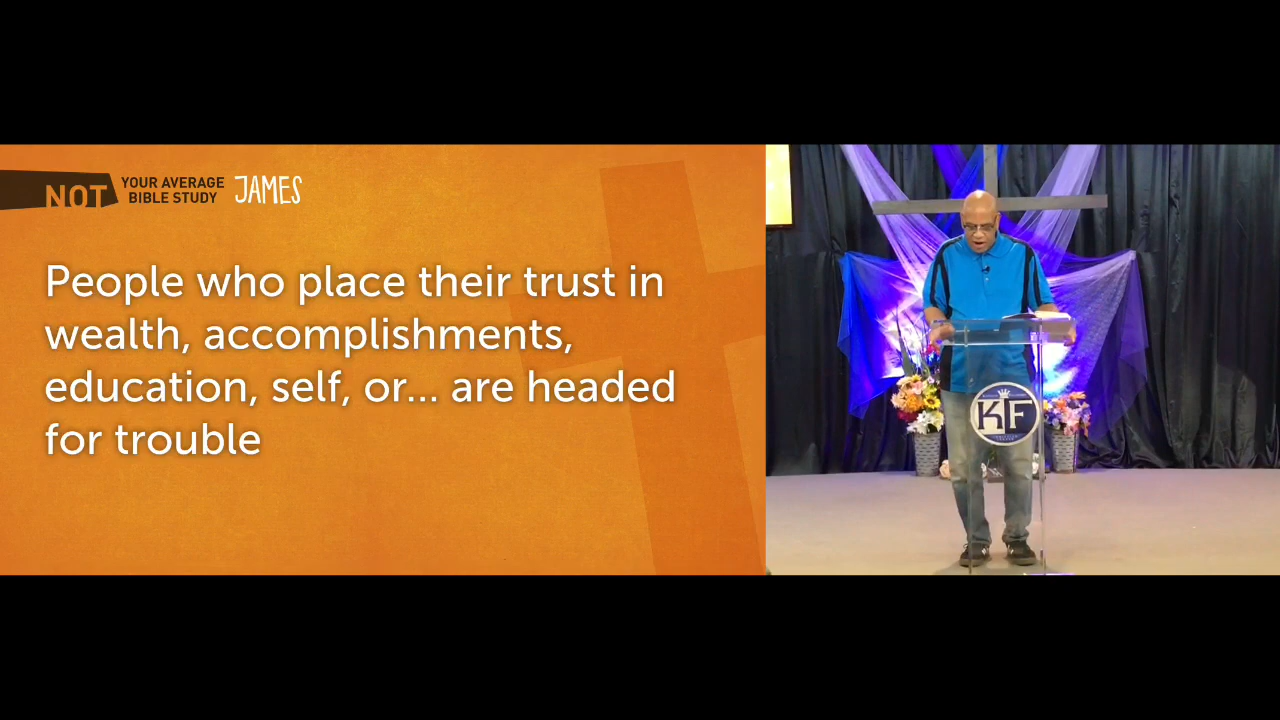 NOT YOUR AVERAGE
BIBLE STUDY JAMES
People who place their trust in
wealth, accomplishments,
education, self, or... are headed
for trouble
KF